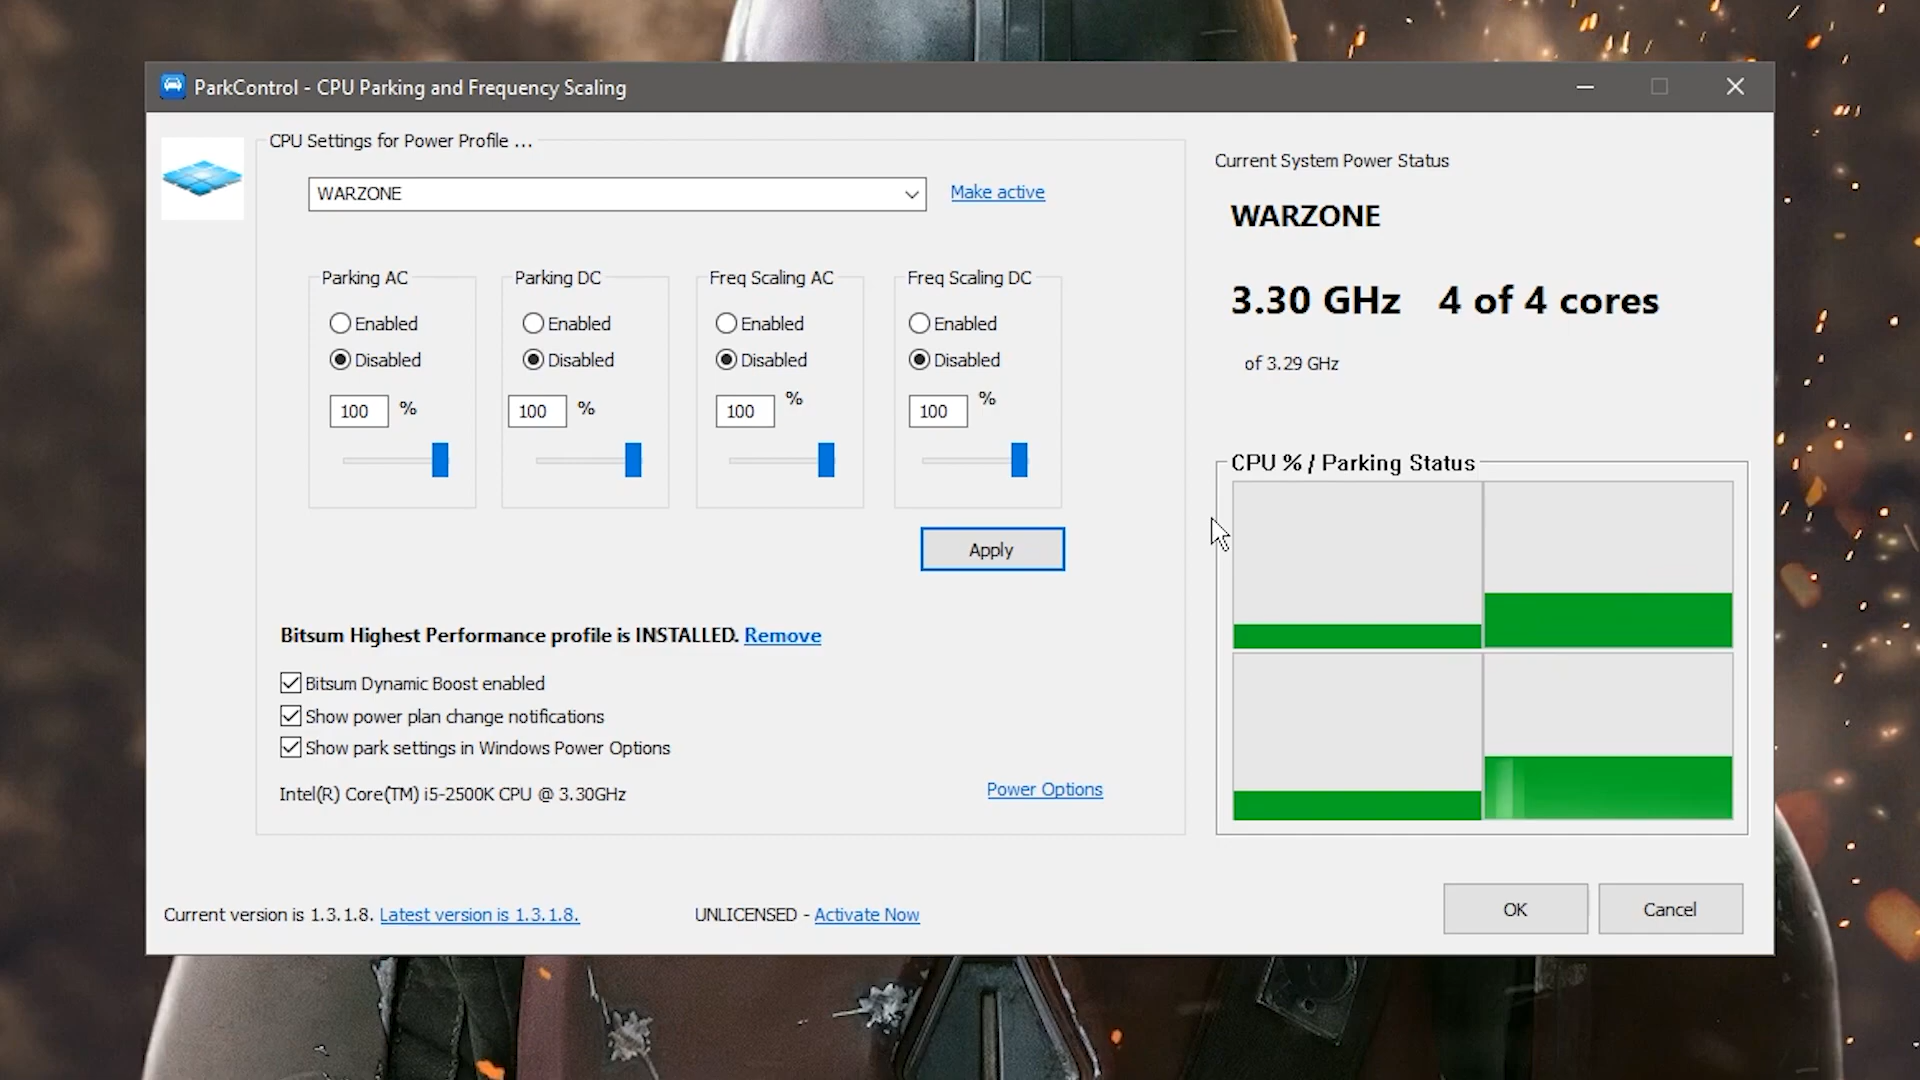 ParkControl - CPU Parking and Frequency Scaling
CPU Settings for Power Profile ...
WARZONE
Make active
Parking AC
Enabled
Disabled
100 %
Parking DC
Enabled
Disabled
100 %
Freq Scaling AC
Enabled
Disabled
100 %
Freq Scaling DC
Enabled
Disabled
100 %
Apply
Bitsum Highest Performance profile is INSTALLED. Remove
Bitsum Dynamic Boost enabled
Show power plan change notifications
Show park settings in Windows Power Options
Intel(R) Core(TM) i5-2500K CPU @ 3.30GHz
Power Options
Current System Power Status
WARZONE
3.30 GHz 4 of 4 cores
of 3.29 GHz
CPU % / Parking Status
Current version is 1.3.1.8. Latest version is 1.3.1.8.
UNLICENSED - Activate Now
OK
Cancel